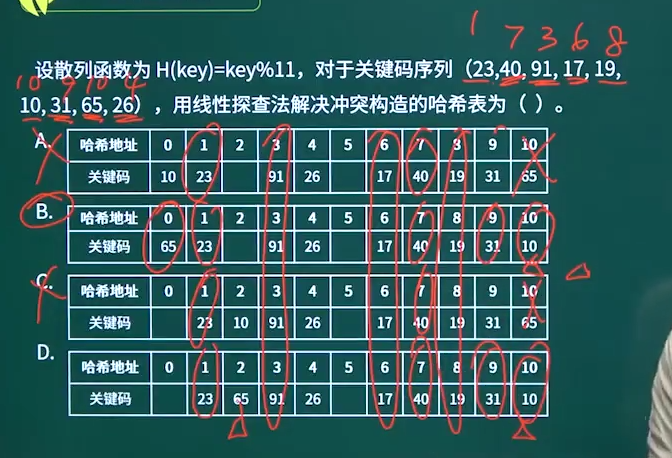 1 7 3 6 8
设散列函数为 H(key)=key%11，对于关键码序列（23,40, 91, 17, 19,
10 9 10 4
10, 31, 65, 26），用线性探查法解决冲突构造的哈希表为（ ）。
A. 哈希地址 0 1 2 3 4 5 6 7 8 9 10
关键码 10 23 91 26 17 40 19 31 65
B. 哈希地址 0 1 2 3 4 5 6 7 8 9 10
关键码 65 23 91 26 17 40 19 31 10
C. 哈希地址 0 1 2 3 4 5 6 7 8 9 10
关键码 23 10 91 26 17 40 19 31 65
D. 哈希地址 0 1 2 3 4 5 6 7 8 9 10
关键码 23 65 91 26 17 40 19 31 10